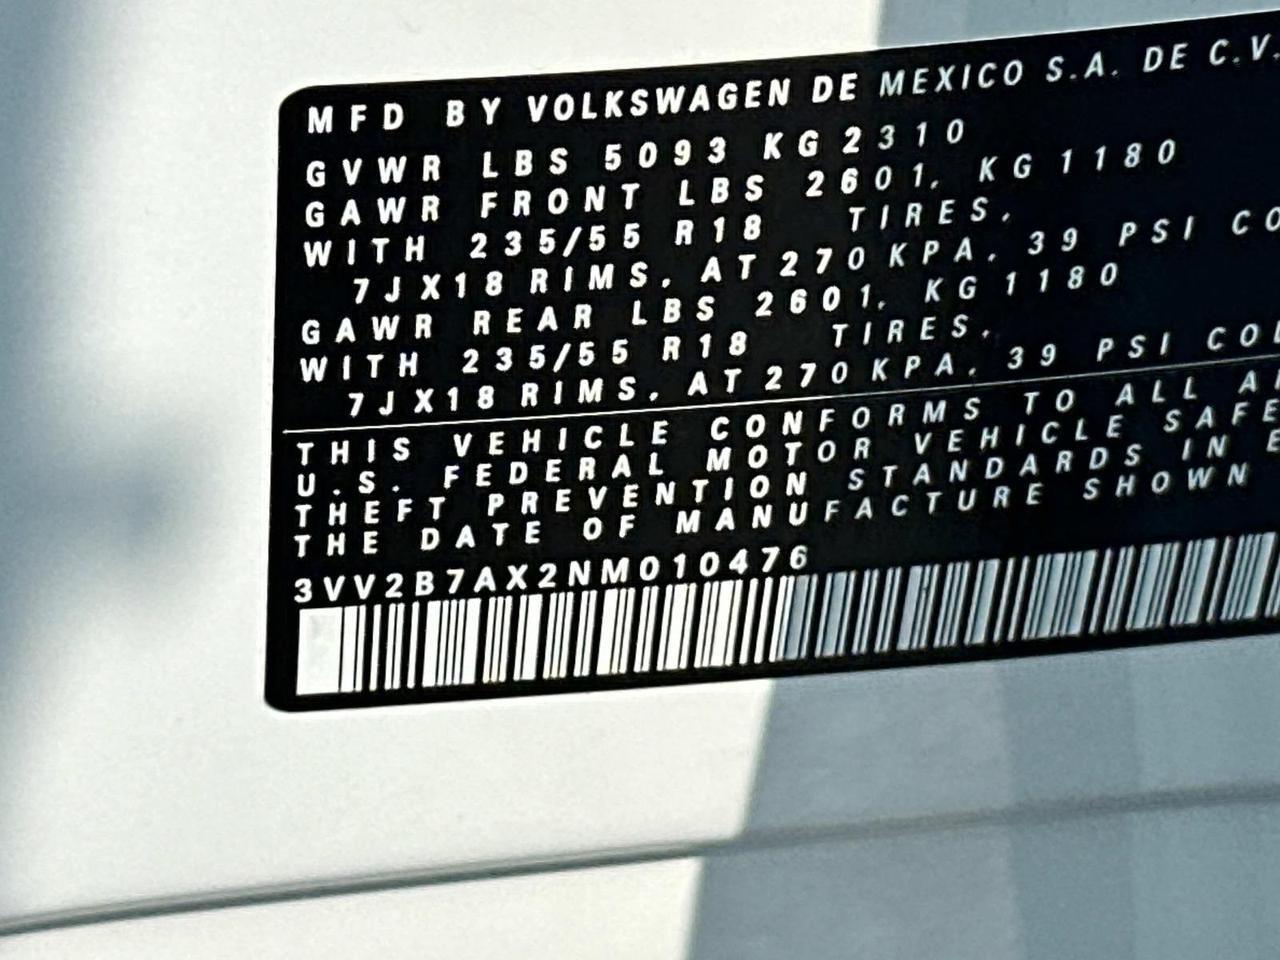 MFD BY VOLKSWAGEN DE MEXICO S.A. DE C.V.
GVWR LBS 5093 KG 2310
GAWR FRONT LBS 2601, KG 1180
WITH 235/55 R18 TIRES,
7JX18 RIMS, AT 270 KPA, 39 PSI CO
GAWR REAR LBS 2601, KG 1180
WITH 235/55 R18 TIRES,
7JX18 RIMS, AT 270 KPA, 39 PSI COL
THIS VEHICLE CONFORMS TO ALL A
U.S. FEDERAL MOTOR VEHICLE SAFE
THEFT PREVENTION STANDARDS IN E
THE DATE OF MANUFACTURE SHOWN
3VV2B7AX2NM010476